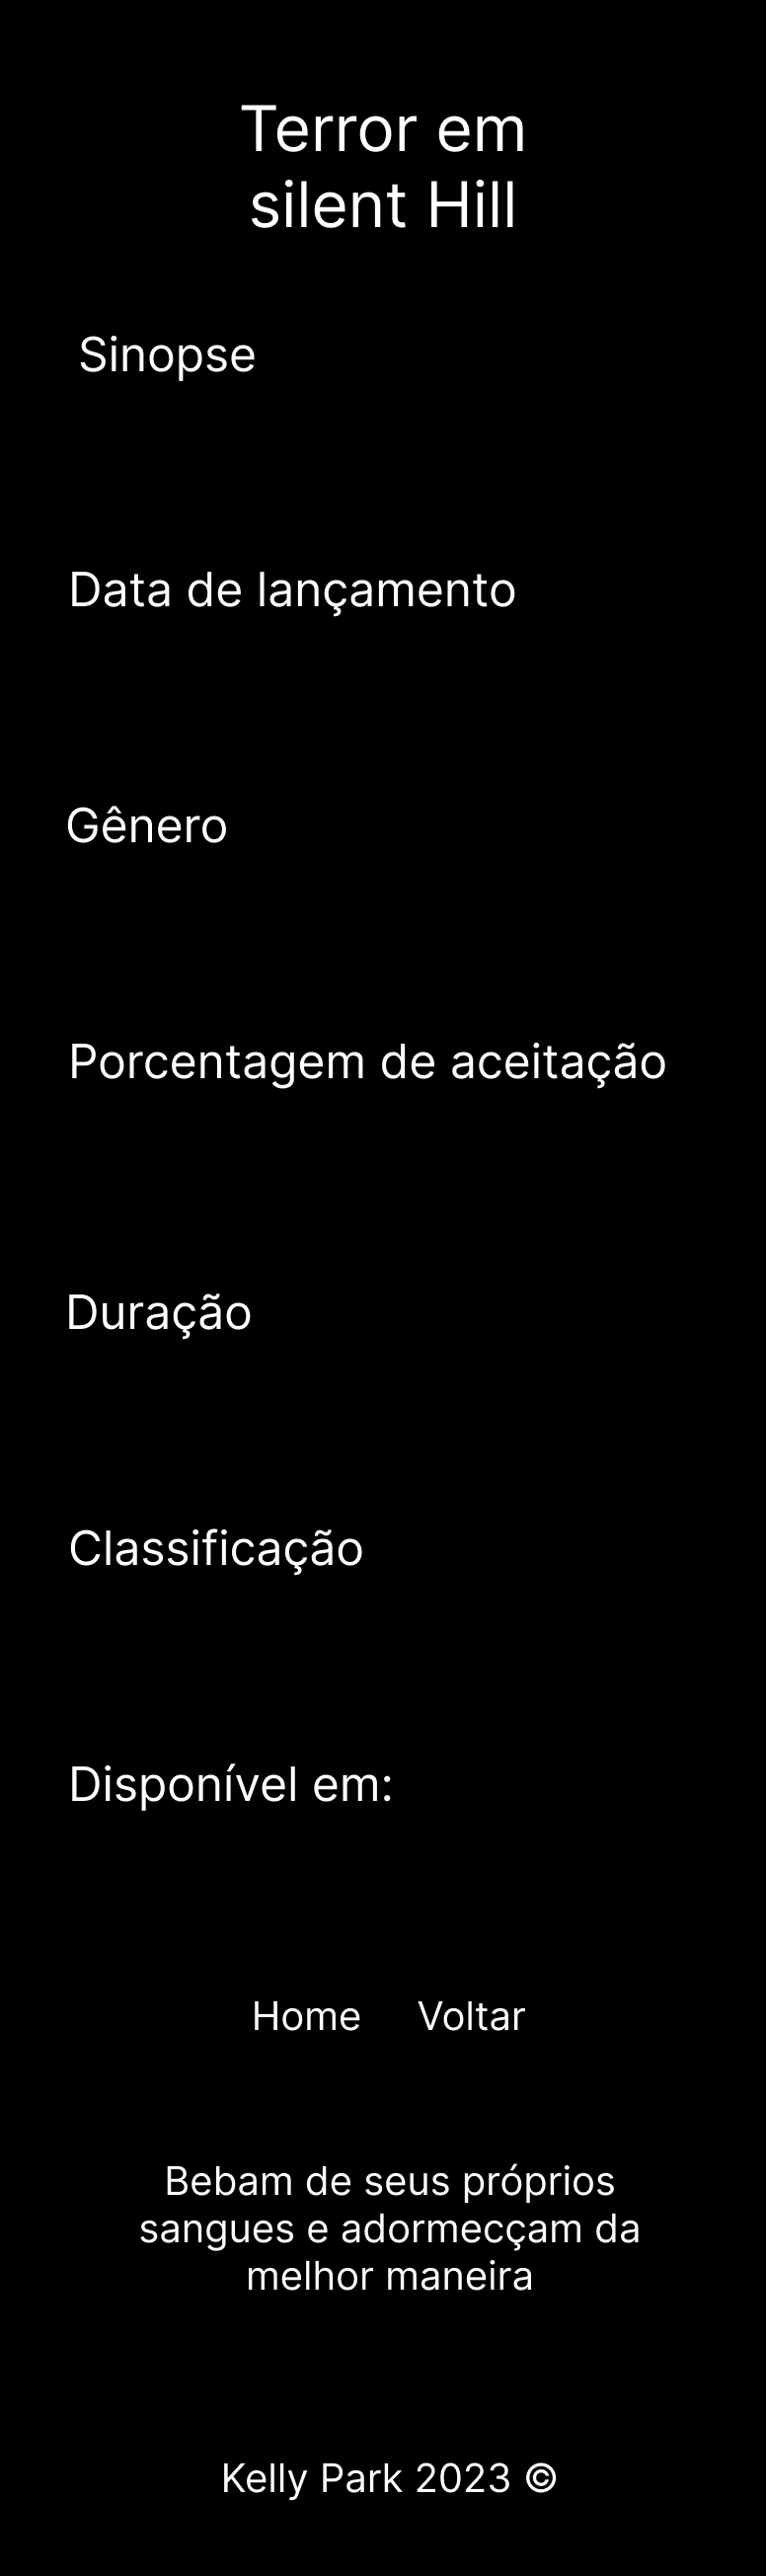 Terror em
silent Hill
Sinopse
Data de lançamento
Gênero
Porcentagem de aceitação
Duração
Classificação
Disponível em:
Home Voltar
Bebam de seus próprios
sangues e adormecçam da
melhor maneira
Kelly Park 2023 ©